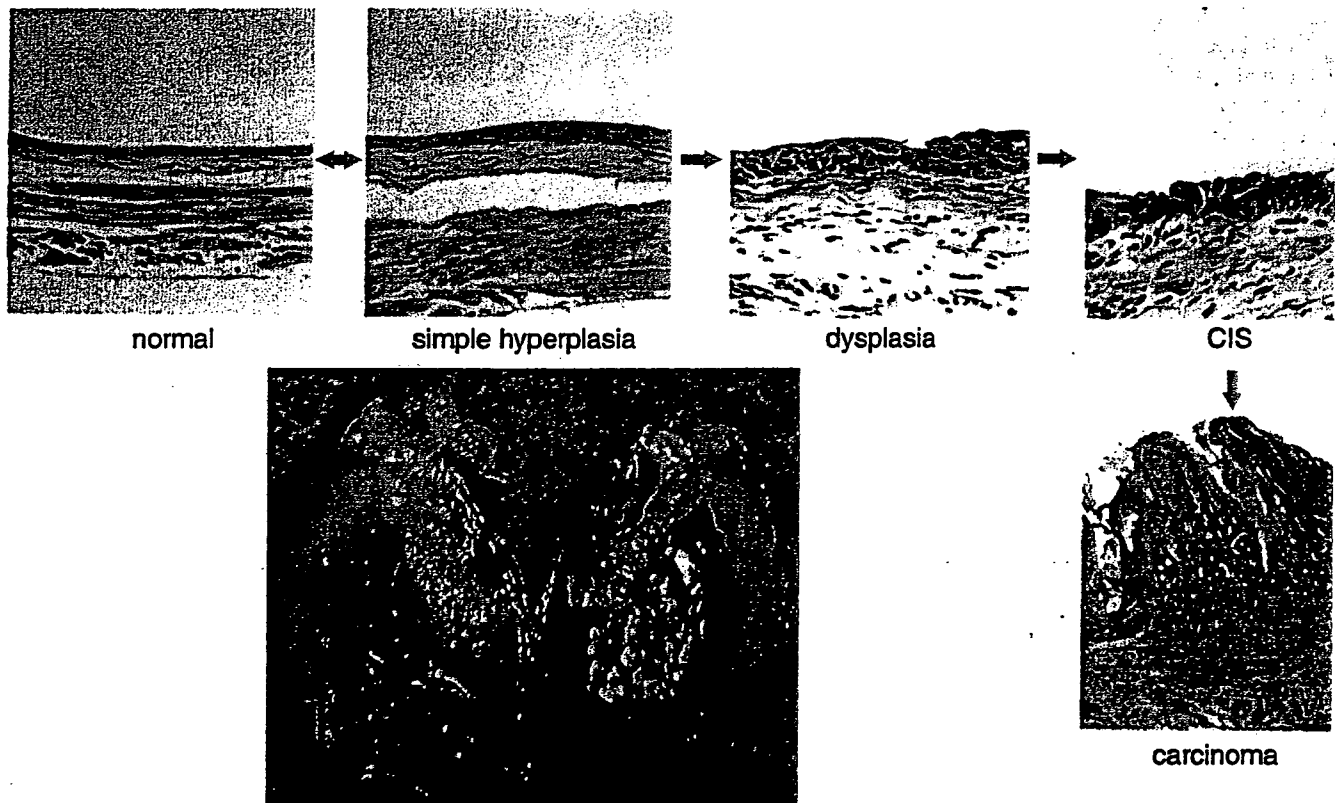 normal
simple hyperplasia
dysplasia
CIS
carcinoma